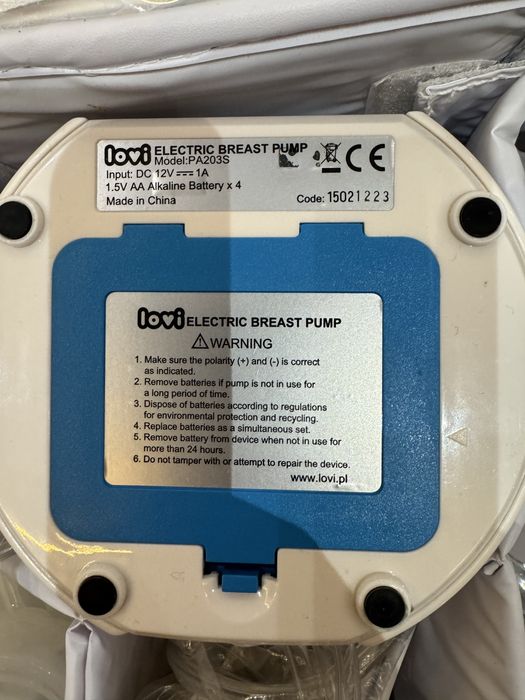 lovi ELECTRIC BREAST PUMP
Model:PA203S
Input: DC 12V 1A
1.5V AA Alkaline Battery x 4
Made in China
CE
Code: 15021223
lovi ELECTRIC BREAST PUMP
WARNING
1. Make sure the polarity (+) and (-) is correct
as indicated.
2. Remove batteries if pump is not in use for
a long period of time.
3. Dispose of batteries according to regulations
for environmental protection and recycling.
4. Replace batteries as a simultaneous set.
5. Remove battery from device when not in use for
more than 24 hours.
6. Do not tamper with or attempt to repair the device.
www.lovi.pl